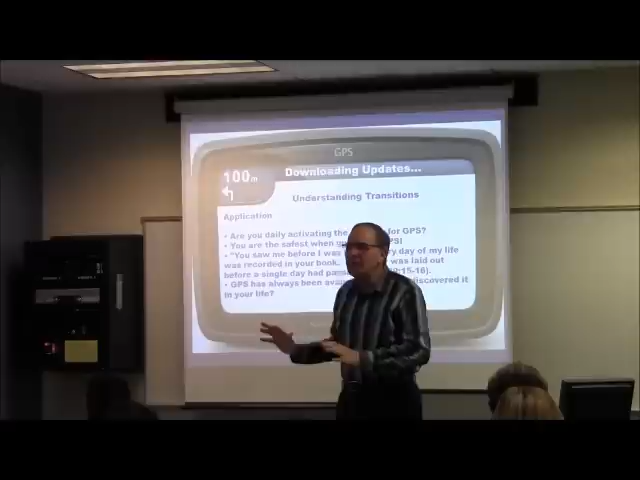 GPS
100m
Downloading Updates...
Understanding Transitions
Application
• Are you daily activating the for GPS?
• You are the safest when
• "You saw me before I was day of my life
was recorded in your book. was laid out
before a single day had :15-16).
• GPS has always been discovered it
in your life?